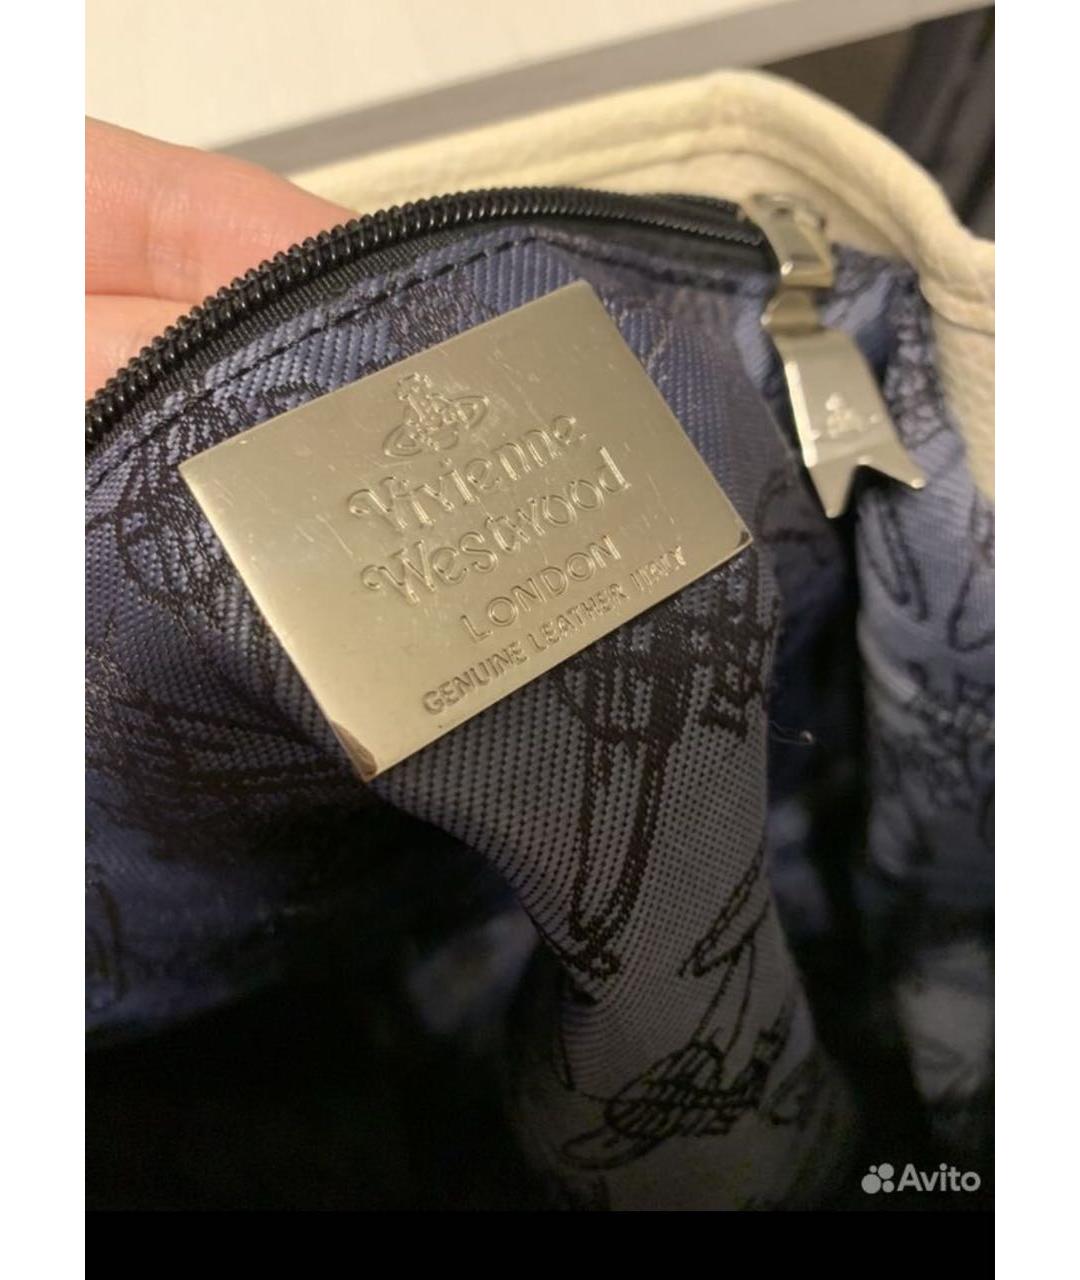 Vivienne
Westwood
LONDON
GENUINE LEATHER ITALY
Avito